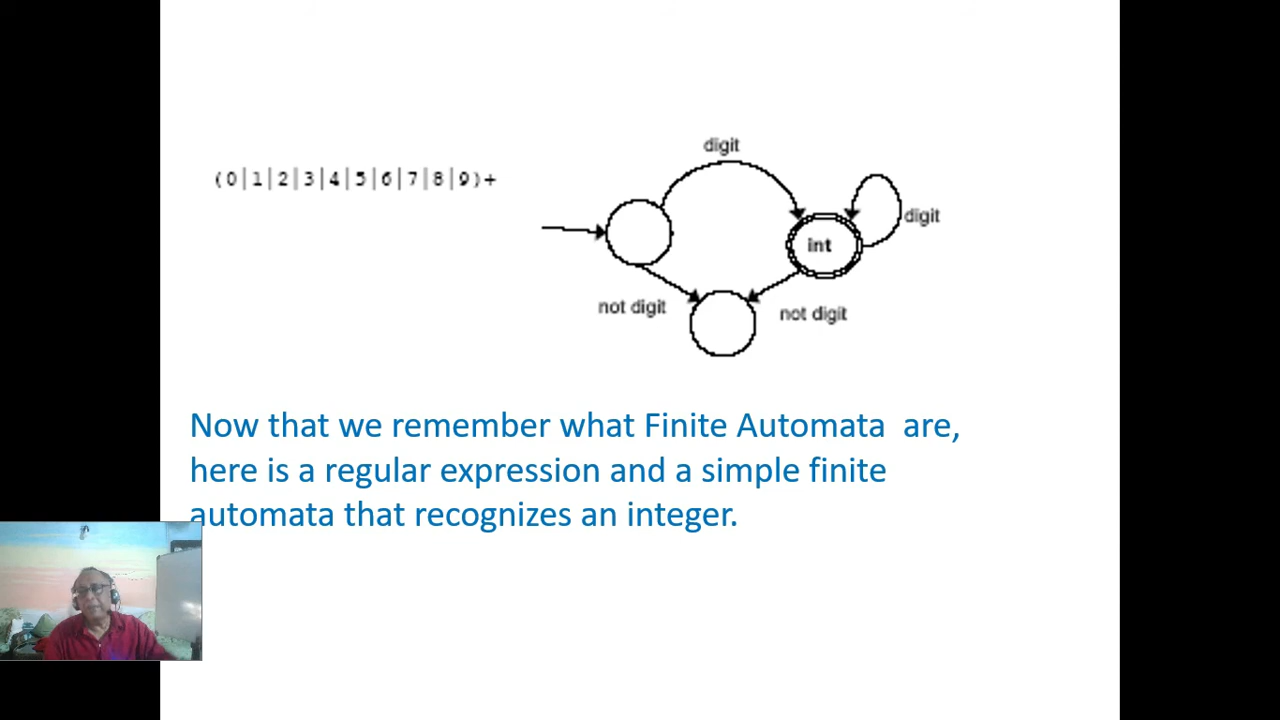 digit
(0|1|2|3|4|5|6|7|8|9)+
digit
int
not digit
not digit
Now that we remember what Finite Automata are,
here is a regular expression and a simple finite
automata that recognizes an integer.